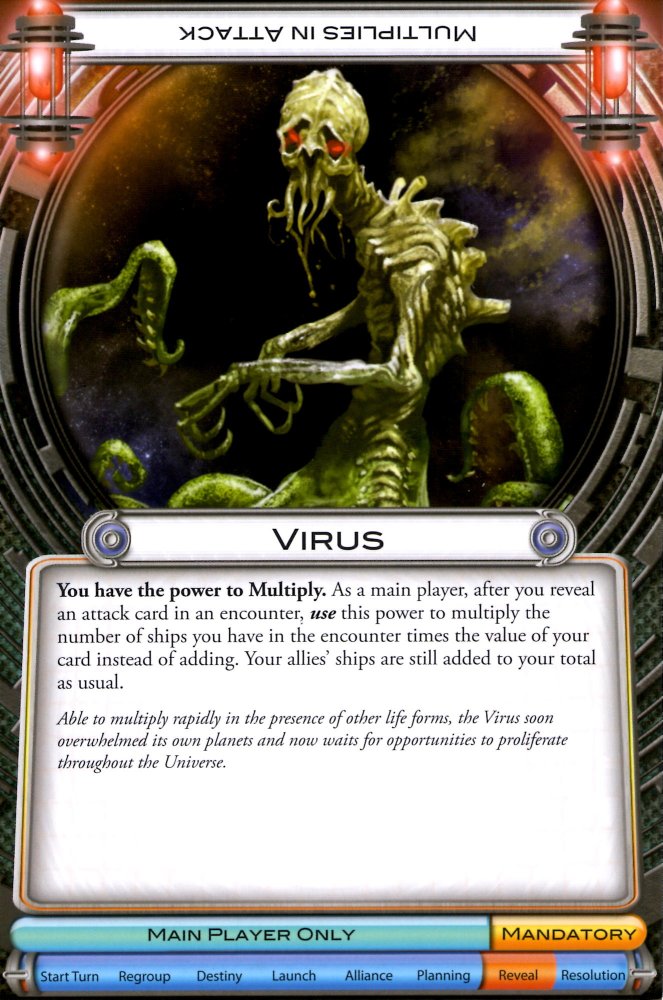 Multiplies in Attack
Virus
You have the power to Multiply. As a main player, after you reveal
an attack card in an encounter, use this power to multiply the
number of ships you have in the encounter times the value of your
card instead of adding. Your allies’ ships are still added to your total
as usual.
Able to multiply rapidly in the presence of other life forms, the Virus soon
overwhelmed its own planets and now waits for opportunities to proliferate
throughout the Universe.
Main Player Only Mandatory
Start Turn Regroup Destiny Launch Alliance Planning Reveal Resolution